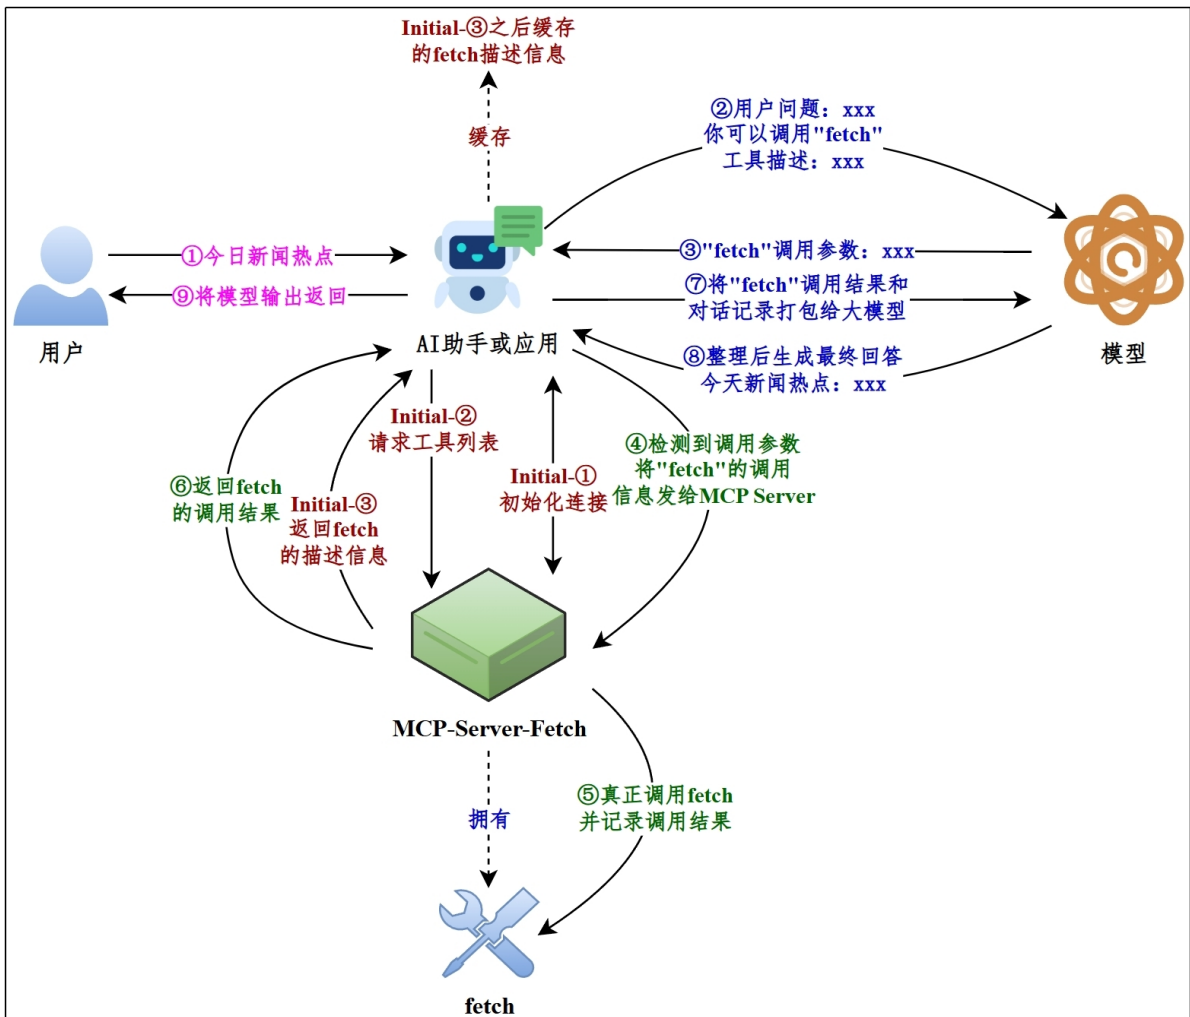 Initial-③之后缓存
的fetch描述信息
缓存
②用户问题：xxx
你可以调用"fetch"
工具描述：xxx
①今日新闻热点
③"fetch"调用参数：xxx
⑨将模型输出返回
⑦将"fetch"调用结果和
对话记录打包给大模型
用户
AI助手或应用
⑧整理后生成最终回答
今天新闻热点：xxx
模型
Initial-②
请求工具列表
④检测到调用参数
将"fetch"的调用
信息发给MCP Server
Initial-①
初始化连接
⑥返回fetch
的调用结果
Initial-③
返回fetch
的描述信息
MCP-Server-Fetch
拥有
⑤真正调用fetch
并记录调用结果
fetch